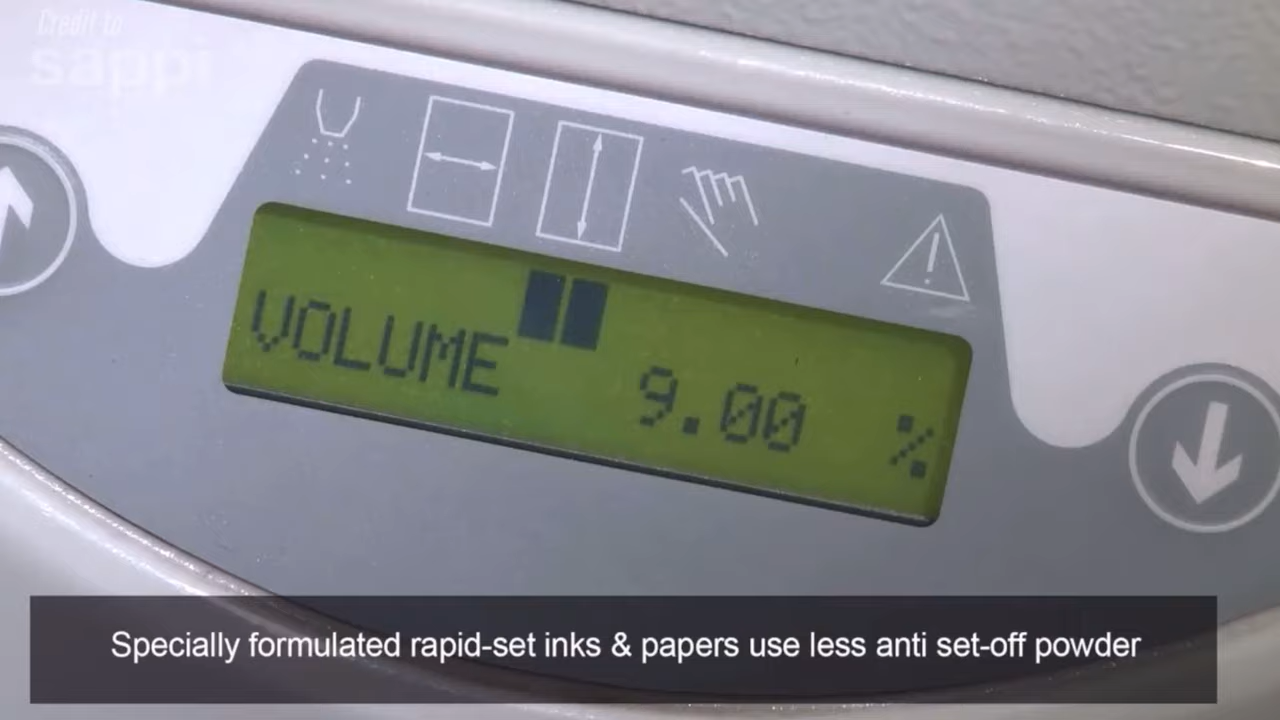 Credit to
sappi
VOLUME 9.00 %
Specially formulated rapid-set inks & papers use less anti set-off powder